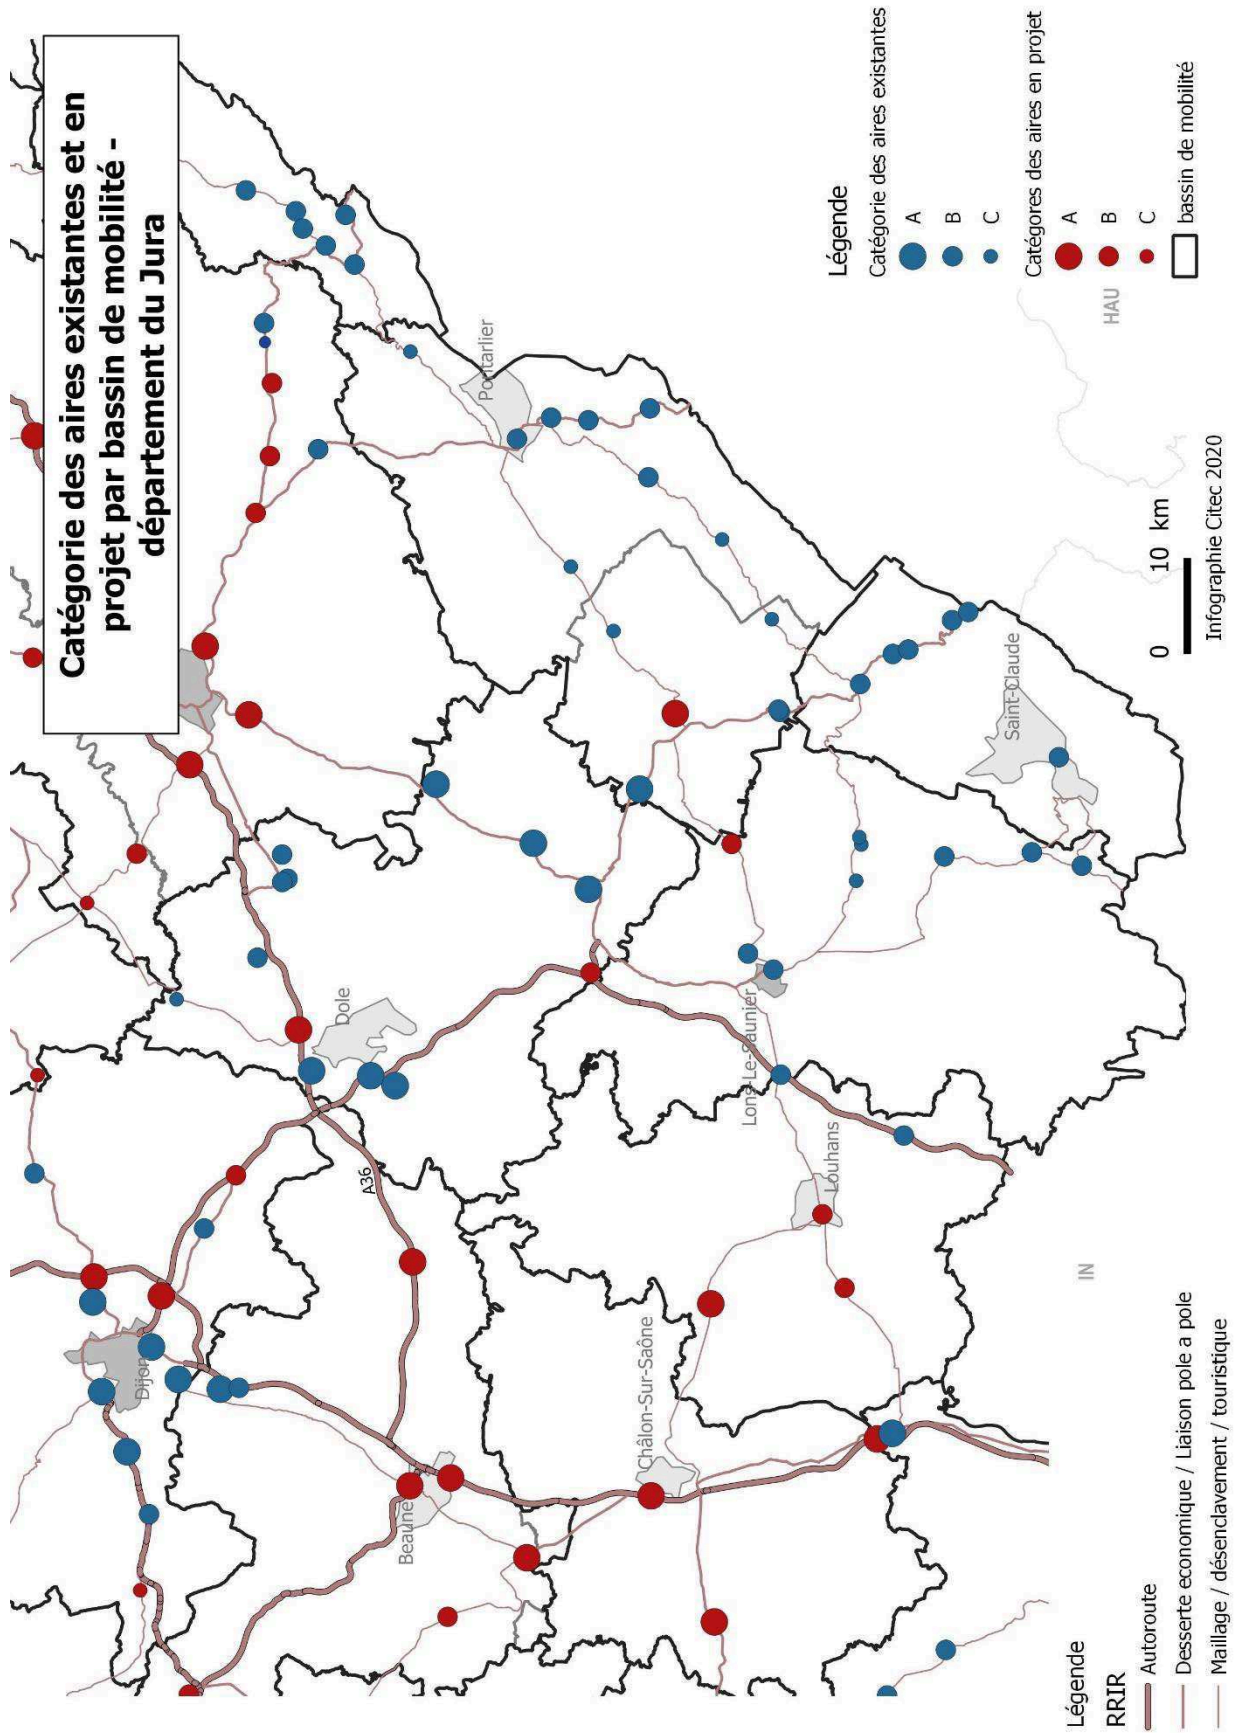 Catégorie des aires existantes et en
projet par bassin de mobilité -
département du Jura
Pontarlier
Dijon
Dole
A36
Beaune
Châlon-Sur-Saône
Louhans
Lons-Le-Saunier
Saint-Claude
HAU
IN
Légende
Catégorie des aires existantes
A
B
C
Catégores des aires en projet
A
B
C
bassin de mobilité
0 10 km
Infographie Citec 2020
Légende
RRIR
Autoroute
Desserte economique / Liaison pole a pole
Maillage / désenclavement / touristique